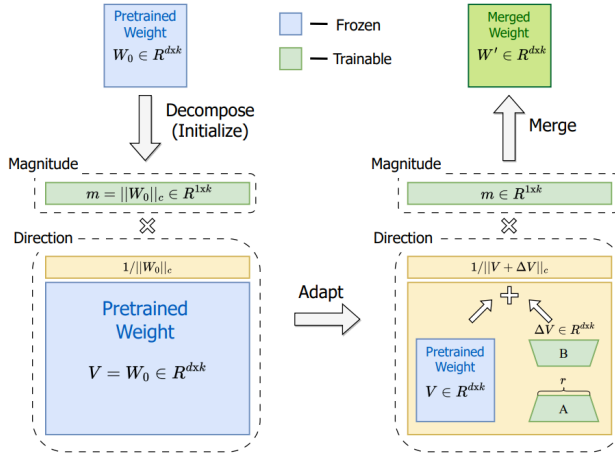 Pretrained
Weight
W₀ ∈ R^{dxk}
— Frozen
— Trainable
Merged
Weight
W′ ∈ R^{dxk}
Decompose
(Initialize)
Merge
Magnitude
m = ||W₀||_c ∈ R^{1xk}
Magnitude
m ∈ R^{1xk}
Direction
1/||W₀||_c
Pretrained
Weight
V = W₀ ∈ R^{dxk}
Adapt
Direction
1/||V + ΔV||_c
ΔV ∈ R^{dxk}
Pretrained
Weight
V ∈ R^{dxk}
B
r
A